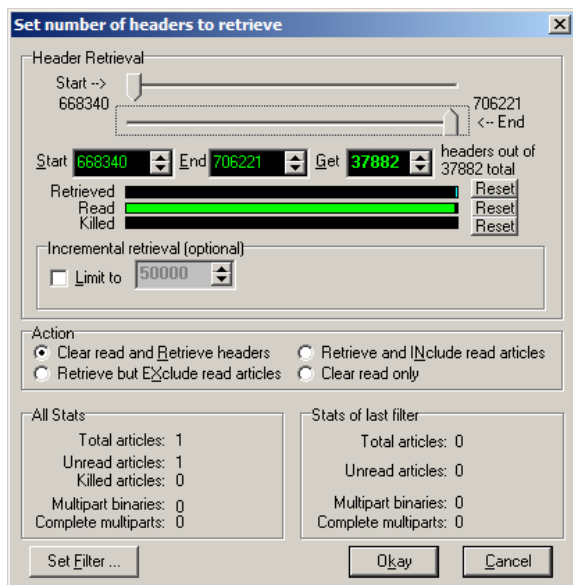 Set number of headers to retrieve
Header Retrieval
Start -->
668340
706221
<-- End
Start 668340 End 706221 Get 37882 headers out of 37882 total
Retrieved Reset
Read Reset
Killed Reset
Incremental retrieval (optional)
Limit to 50000
Action
Clear read and Retrieve headers Retrieve and INclude read articles
Retrieve but EXclude read articles Clear read only
All Stats Stats of last filter
Total articles: 1 Total articles: 0
Unread articles: 1 Unread articles: 0
Killed articles: 0
Multipart binaries: 0 Multipart binaries: 0
Complete multiparts: 0 Complete multiparts: 0
Set Filter ... Okay Cancel